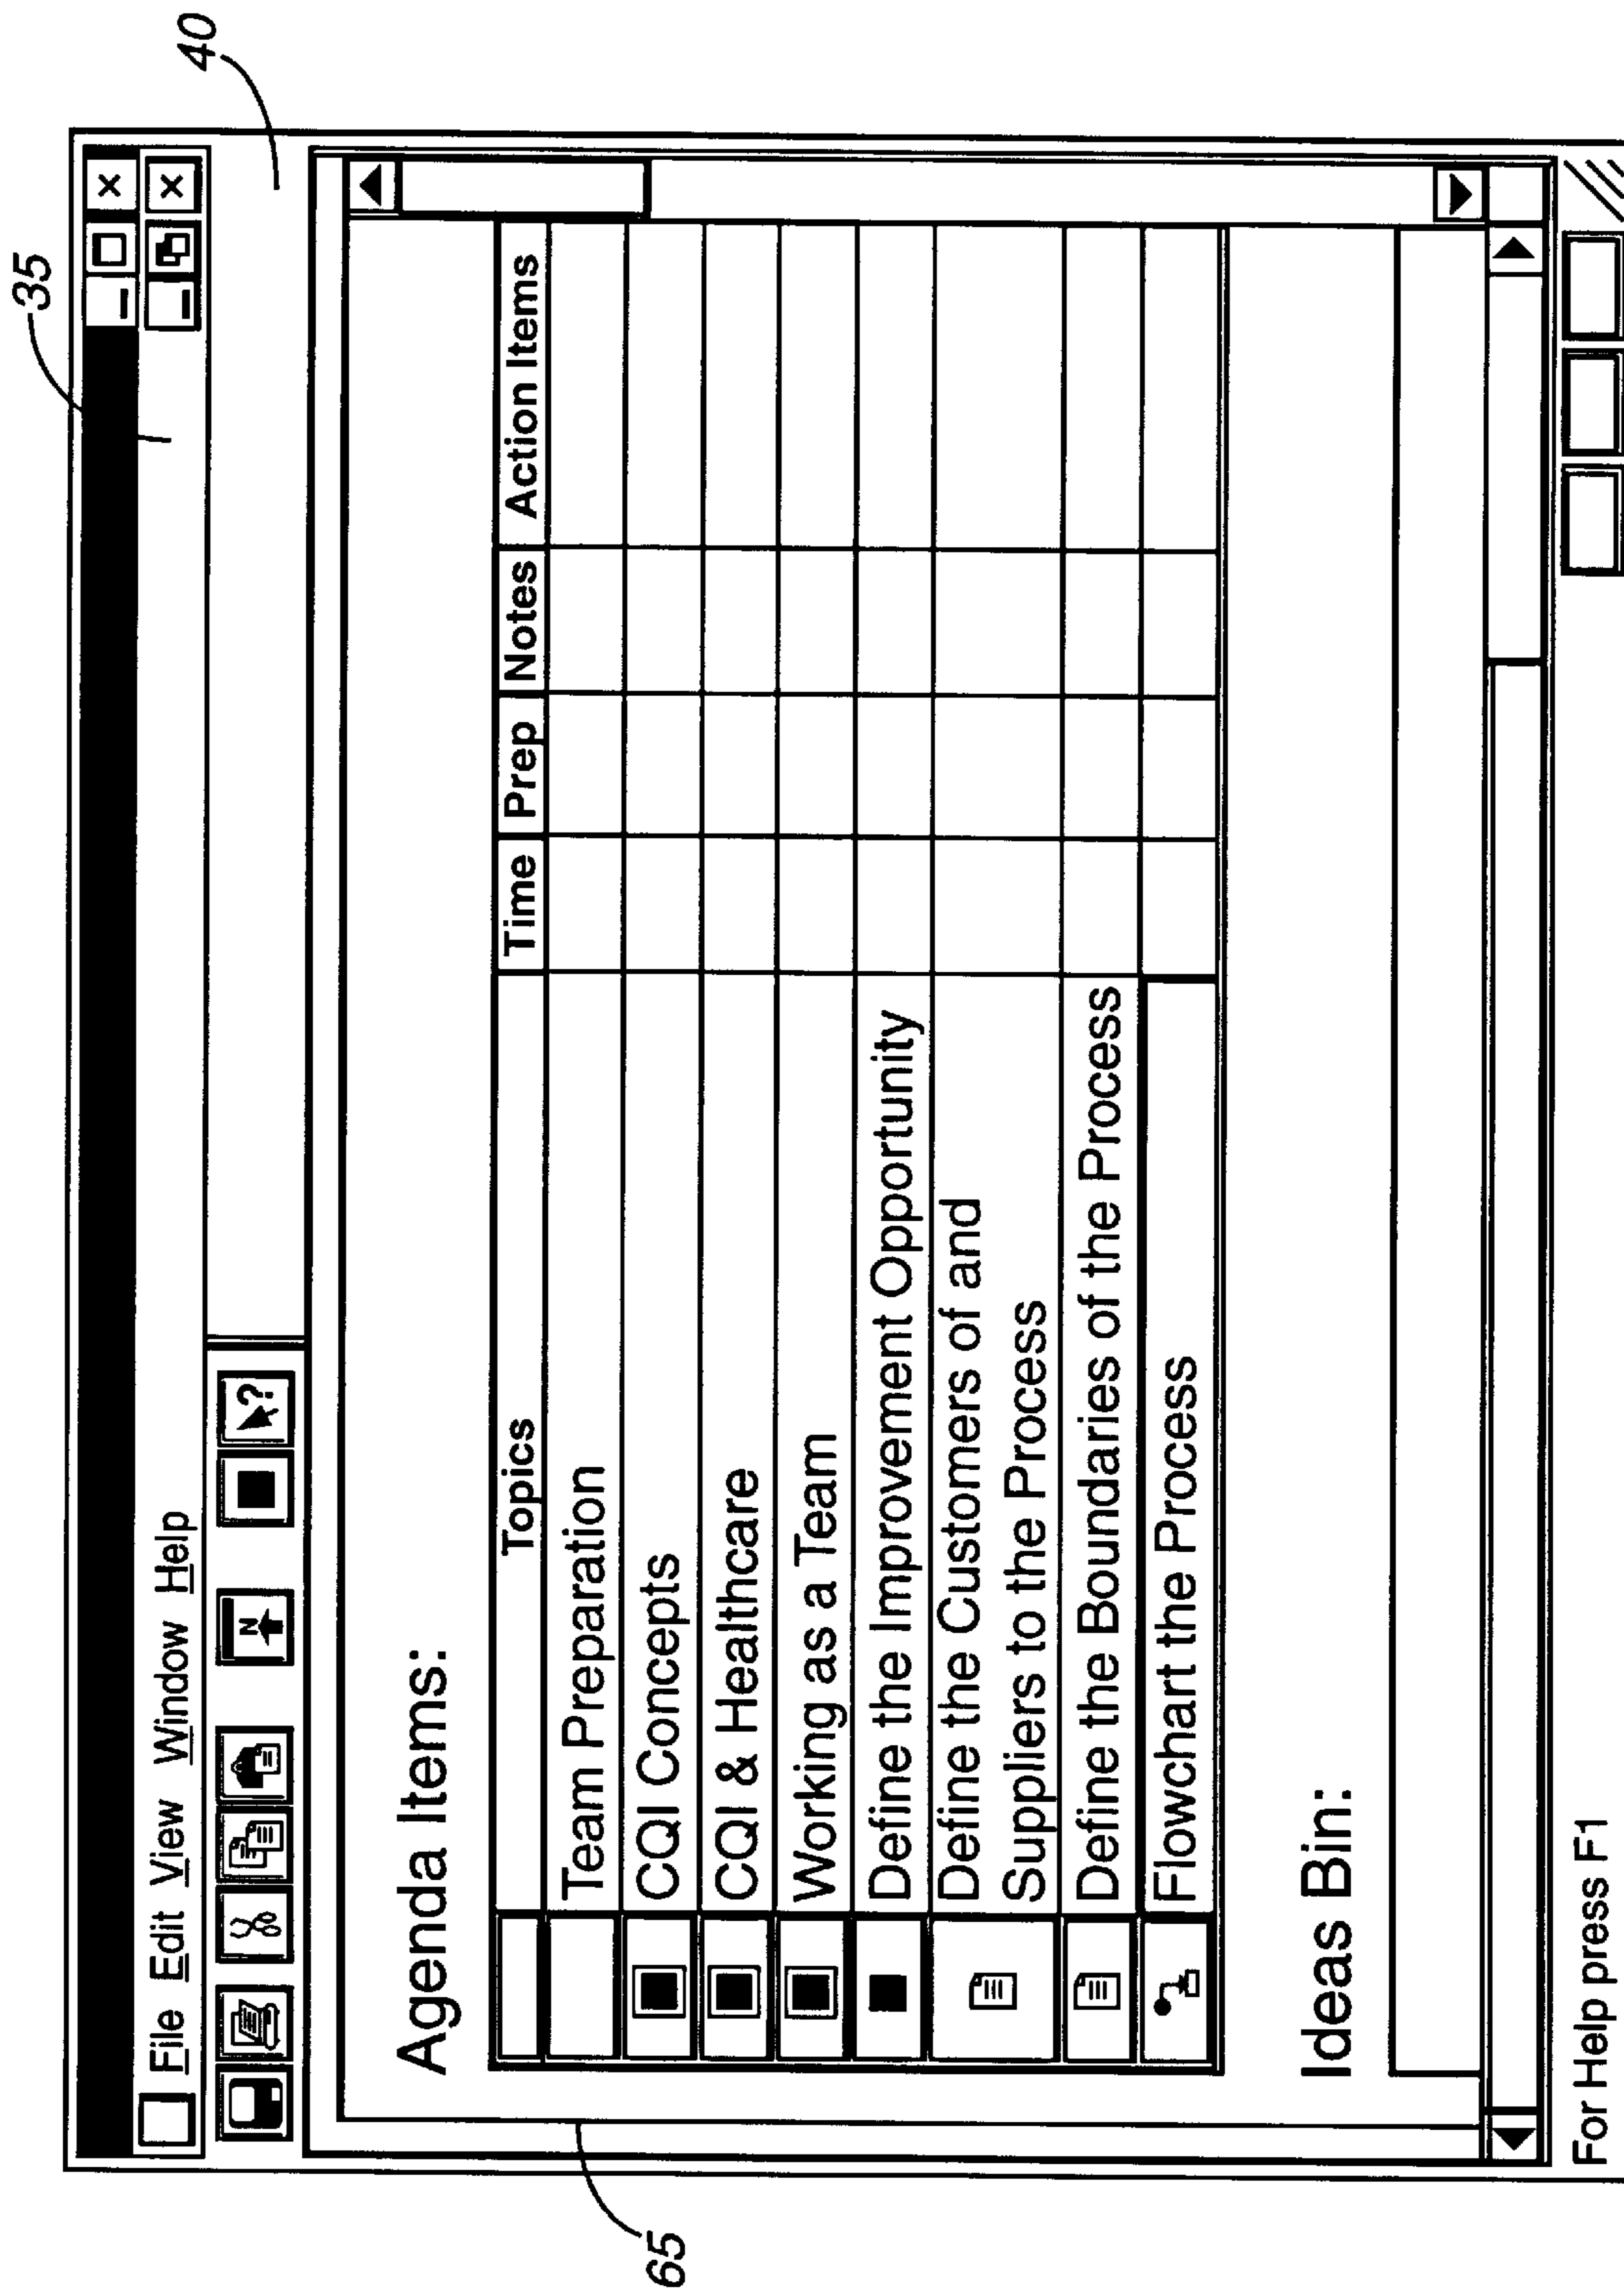 35
40
File Edit View Window Help
N
?
Agenda Items:
Topics Time Prep Notes Action Items
Team Preparation
CQI Concepts
CQI & Healthcare
Working as a Team
Define the Improvement Opportunity
Define the Customers of and
Suppliers to the Process
Define the Boundaries of the Process
Flowchart the Process
65
Ideas Bin:
For Help press F1